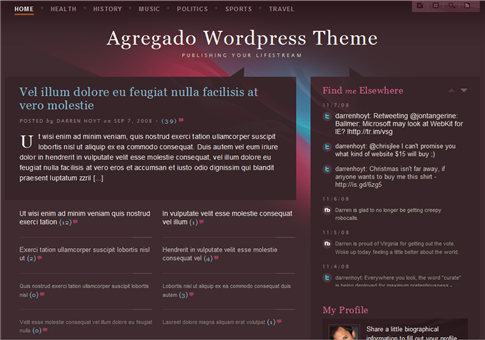 HOME + HEALTH + HISTORY + MUSIC + POLITICS + SPORTS + TRAVEL
Agregado Wordpress Theme
PUBLISHING YOUR LIFESTREAM
Vel illum dolore eu feugiat nulla facilisis at
vero molestie
POSTED by DARREN HOYT on SEP 7, 2008 · (39)
Ut wisi enim ad minim veniam, quis nostrud exerci tation ullamcorper suscipit
lobortis nisl ut aliquip ex ea commodo consequat. Duis autem vel eum iriure
dolor in hendrerit in vulputate velit esse molestie consequat, vel illum dolore eu
feugiat nulla facilisis at vero eros et accumsan et iusto odio dignissim qui blandit
praesent luptatum zzril [...]
Ut wisi enim ad minim veniam quis nostrud
exerci tation (12)
In vulputate velit esse molestie consequat
vel illum (1)
Exerci tation ullamcorper suscipit lobortis nisl
ut (2)
Hendrerit in vulputate velit esse molestie
consequat vel (4)
Quis nostrud exerci tation ullamcorper suscipit lobortis
nisl (0)
Lobortis nisl ut aliquip ex ea commodo consequat duis
autem (3)
Velit esse molestie consequat vel illum dolore eu feugiat
nulla (0)
Laoreet dolore magna aliquam erat volutpat (1)
Find me Elsewhere
11/7/08
darrenhoyt: Retweeting @jontangerine:
Ballmer: Microsoft may look at WebKit for
IE? http://tr.im/vsg
darrenhoyt: @chrisjlee I can't promise you
what kind of website $15 will buy ;)
darrenhoyt: Christmas isn't far away, if
anyone wants to buy me this shirt -
http://is.gd/6zg5
11/6/08
Darren is glad to no longer be getting creepy
robocalls.
11/5/08
Darren is proud of Virginia for getting out the vote.
Woke up today feeling a little better about the world.
11/4/08
darrenhoyt: Everywhere you look, the word "curate"
is being deployed for maximum pretentiousness -
My Profile
Share a little biographical
information to fill out your profile